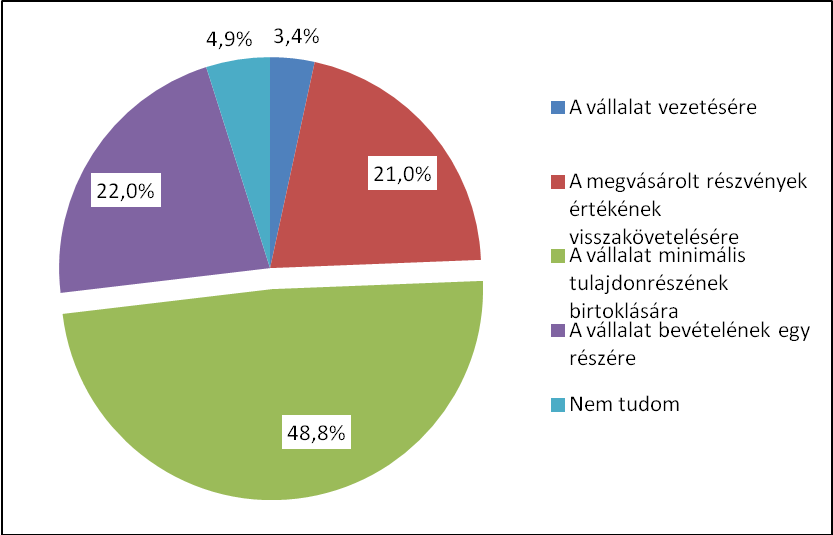 4,9%
3,4%
21,0%
22,0%
48,8%
A vállalat vezetésére
A megvásárolt részvények
értékének
visszakövetelésére
A vállalat minimális
tulajdonrészének
birtoklására
A vállalat bevételének egy
részére
Nem tudom